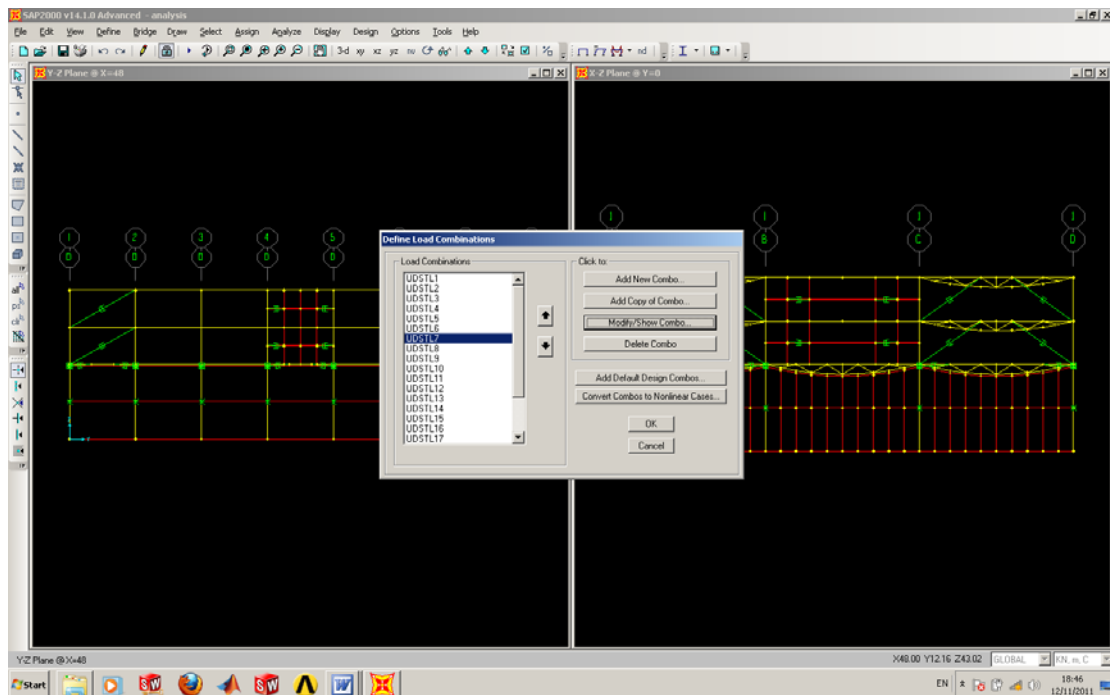 SAP2000 v14.1.0 Advanced - analysis
File Edit View Define Bridge Draw Select Assign Analyze Display Design Options Tools Help
3-d xy xz yz nv nd
Y-Z Plane @ X=48
X-Z Plane @ Y=0
1 2 3 4 5
D D D D D
1 1 1 1
B C D
Define Load Combinations
Load Combinations
UDSTL1
UDSTL2
UDSTL3
UDSTL4
UDSTL5
UDSTL6
UDSTL7
UDSTL8
UDSTL9
UDSTL10
UDSTL11
UDSTL12
UDSTL13
UDSTL14
UDSTL15
UDSTL16
UDSTL17
Click to:
Add New Combo...
Add Copy of Combo...
Modify/Show Combo...
Delete Combo
Add Default Design Combos...
Convert Combos to Nonlinear Cases...
OK
Cancel
Y-Z Plane @ X=48
X48.00 Y12.16 Z43.02
GLOBAL
KN, m, C
Start
EN
18:46
12/11/2011